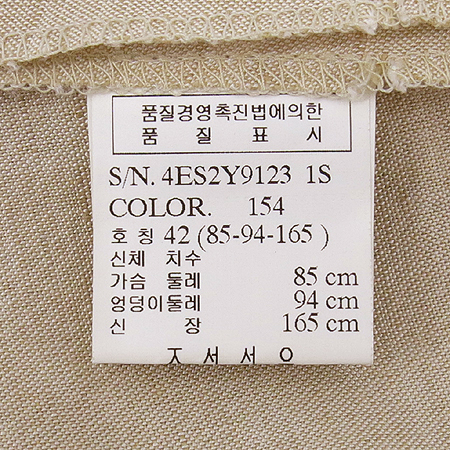 품질경영촉진법에의한
품 질 표 시
S/N. 4ES2Y9123 1S
COLOR. 154
호 칭 42 (85-94-165 )
신체 치수
가슴 둘레 85 cm
엉덩이둘레 94 cm
신 장 165 cm